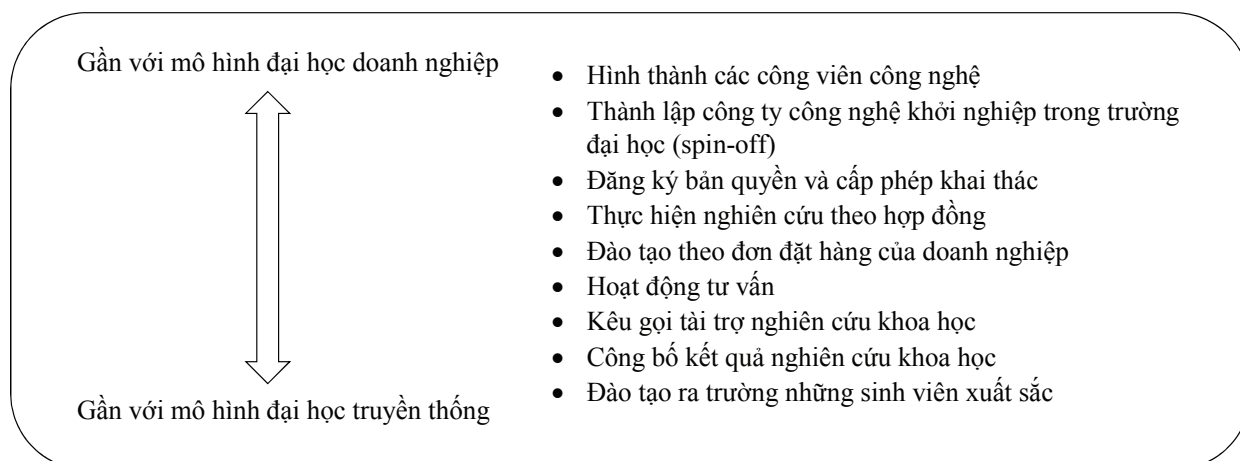 Gần với mô hình đại học doanh nghiệp
• Hình thành các công viên công nghệ
• Thành lập công ty công nghệ khởi nghiệp trong trường
đại học (spin-off)
• Đăng ký bản quyền và cấp phép khai thác
• Thực hiện nghiên cứu theo hợp đồng
• Đào tạo theo đơn đặt hàng của doanh nghiệp
• Hoạt động tư vấn
• Kêu gọi tài trợ nghiên cứu khoa học
• Công bố kết quả nghiên cứu khoa học
• Đào tạo ra trường những sinh viên xuất sắc
Gần với mô hình đại học truyền thống